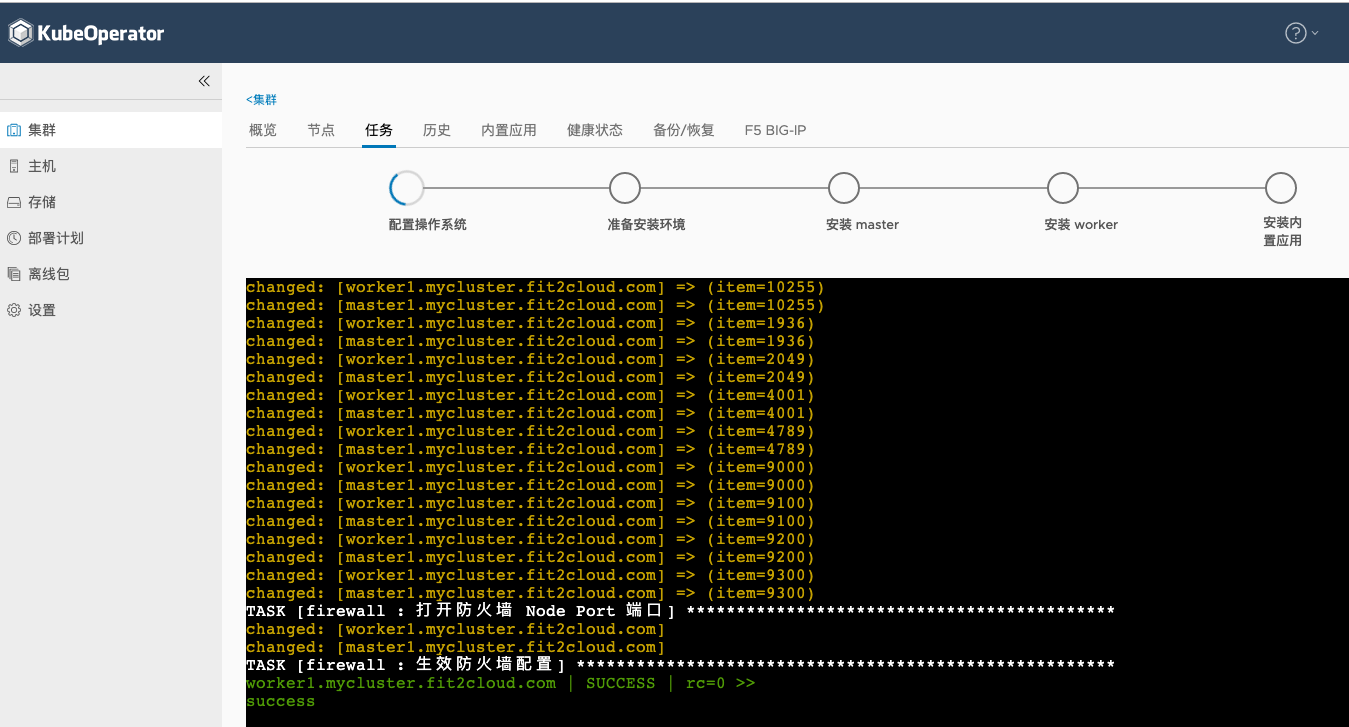 KubeOperator
?
<集群
集群
主机
存储
部署计划
离线包
设置
概览 节点 任务 历史 内置应用 健康状态 备份/恢复 F5 BIG-IP
配置操作系统 准备安装环境 安装 master 安装 worker 安装内
置应用
changed: [worker1.mycluster.fit2cloud.com] => (item=10255)
changed: [master1.mycluster.fit2cloud.com] => (item=10255)
changed: [worker1.mycluster.fit2cloud.com] => (item=1936)
changed: [master1.mycluster.fit2cloud.com] => (item=1936)
changed: [worker1.mycluster.fit2cloud.com] => (item=2049)
changed: [master1.mycluster.fit2cloud.com] => (item=2049)
changed: [worker1.mycluster.fit2cloud.com] => (item=4001)
changed: [master1.mycluster.fit2cloud.com] => (item=4001)
changed: [worker1.mycluster.fit2cloud.com] => (item=4789)
changed: [master1.mycluster.fit2cloud.com] => (item=4789)
changed: [worker1.mycluster.fit2cloud.com] => (item=9000)
changed: [master1.mycluster.fit2cloud.com] => (item=9000)
changed: [worker1.mycluster.fit2cloud.com] => (item=9100)
changed: [master1.mycluster.fit2cloud.com] => (item=9100)
changed: [worker1.mycluster.fit2cloud.com] => (item=9200)
changed: [master1.mycluster.fit2cloud.com] => (item=9200)
changed: [worker1.mycluster.fit2cloud.com] => (item=9300)
changed: [master1.mycluster.fit2cloud.com] => (item=9300)
TASK [firewall : 打开防火墙 Node Port 端口] *******************************************
changed: [worker1.mycluster.fit2cloud.com]
changed: [master1.mycluster.fit2cloud.com]
TASK [firewall : 生效防火墙配置] ******************************************************
worker1.mycluster.fit2cloud.com | SUCCESS | rc=0 >>
success